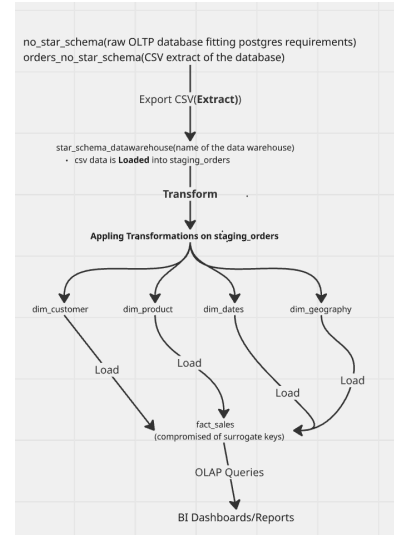 no_star_schema(raw OLTP database fitting postgres requirements)
orders_no_star_schema(CSV extract of the database)
Export CSV(Extract))
star_schema_datawarehouse(name of the data warehouse)
• csv data is Loaded into staging_orders
Transform
Appling Transformations on staging_orders
dim_customer
dim_product
dim_dates
dim_geography
Load
Load
Load
Load
fact_sales
(compromised of surrogate keys)
OLAP Queries
BI Dashboards/Reports